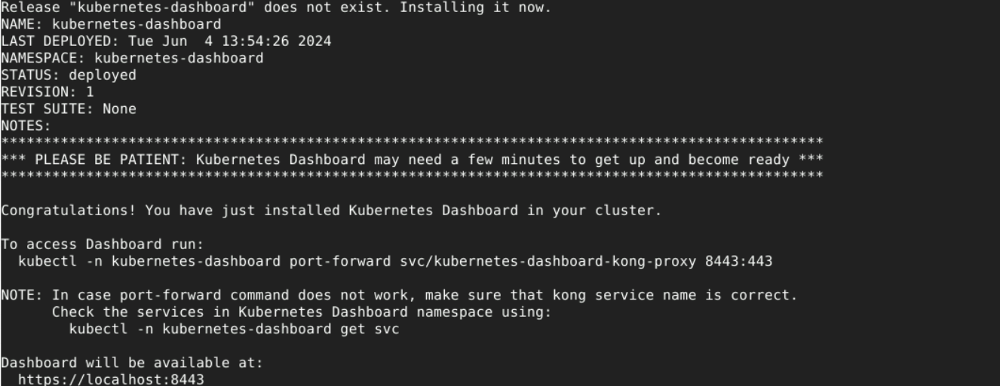 Release "kubernetes-dashboard" does not exist. Installing it now.
NAME: kubernetes-dashboard
LAST DEPLOYED: Tue Jun  4 13:54:26 2024
NAMESPACE: kubernetes-dashboard
STATUS: deployed
REVISION: 1
TEST SUITE: None
NOTES:
*************************************************************************************************
*** PLEASE BE PATIENT: Kubernetes Dashboard may need a few minutes to get up and become ready ***
*************************************************************************************************

Congratulations! You have just installed Kubernetes Dashboard in your cluster.

To access Dashboard run:
  kubectl -n kubernetes-dashboard port-forward svc/kubernetes-dashboard-kong-proxy 8443:443

NOTE: In case port-forward command does not work, make sure that kong service name is correct.
      Check the services in Kubernetes Dashboard namespace using:
        kubectl -n kubernetes-dashboard get svc

Dashboard will be available at:
  https://localhost:8443